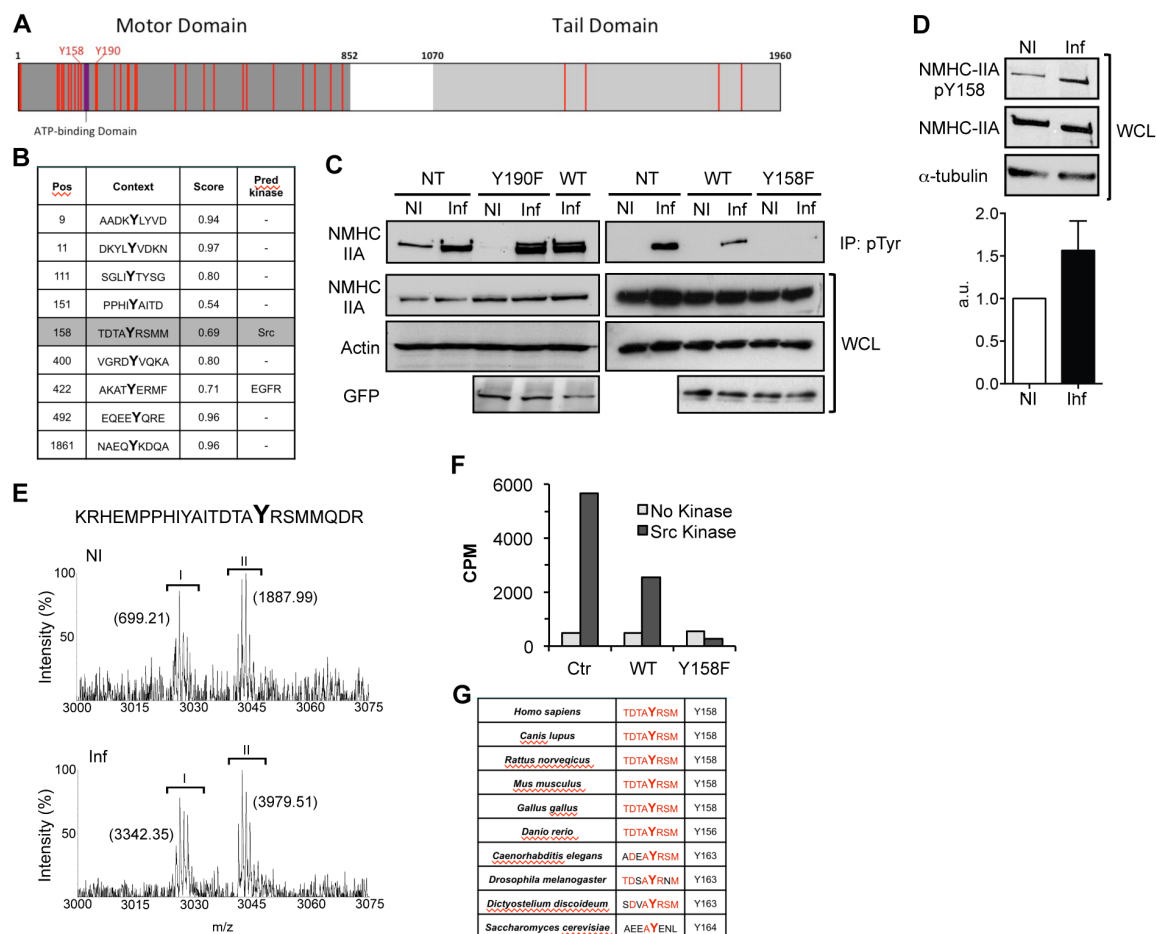 A
Motor Domain
Tail Domain
Y158
Y190
1
852
1070
1960
ATP-binding Domain
B
Pos Context Score Pred kinase
9 AADKYLYVD 0.94 -
11 DKYLYVDKN 0.97 -
111 SGLIYTYSG 0.80 -
151 PPHIYAITD 0.54 -
158 TDTAYRSMM 0.69 Src
400 VGRDYVQKA 0.80 -
422 AKATYERMF 0.71 EGFR
492 EQEEYQRE 0.96 -
1861 NAEQYKDQA 0.96 -
C
NT Y190F WT NT WT Y158F
NI Inf NI Inf Inf NI Inf NI Inf NI Inf
NMHC IIA
IP: pTyr
NMHC IIA
Actin
GFP
WCL
D
NI Inf
NMHC-IIA pY158
NMHC-IIA
α-tubulin
WCL
2.0
1.5
1.0
0.5
0.0
a.u.
NI Inf
E
KRHEMPPHIYAITDTAYRSMMQDR
NI
I
II
(699.21)
(1887.99)
100
50
Intensity (%)
3000 3015 3030 3045 3060 3075
Inf
I
II
(3342.35)
(3979.51)
100
50
Intensity (%)
3000 3015 3030 3045 3060 3075
m/z
F
6000
4000
2000
0
CPM
No Kinase
Src Kinase
Ctr WT Y158F
G
Homo sapiens TDTAYRSM Y158
Canis lupus TDTAYRSM Y158
Rattus norvegicus TDTAYRSM Y158
Mus musculus TDTAYRSM Y158
Gallus gallus TDTAYRSM Y158
Danio rerio TDTAYRSM Y156
Caenorhabditis elegans ADEAYRSM Y163
Drosophila melanogaster TDSAYRNM Y163
Dictyostelium discoideum SDVAYRSM Y163
Saccharomyces cerevisiae AEEAYENL Y164